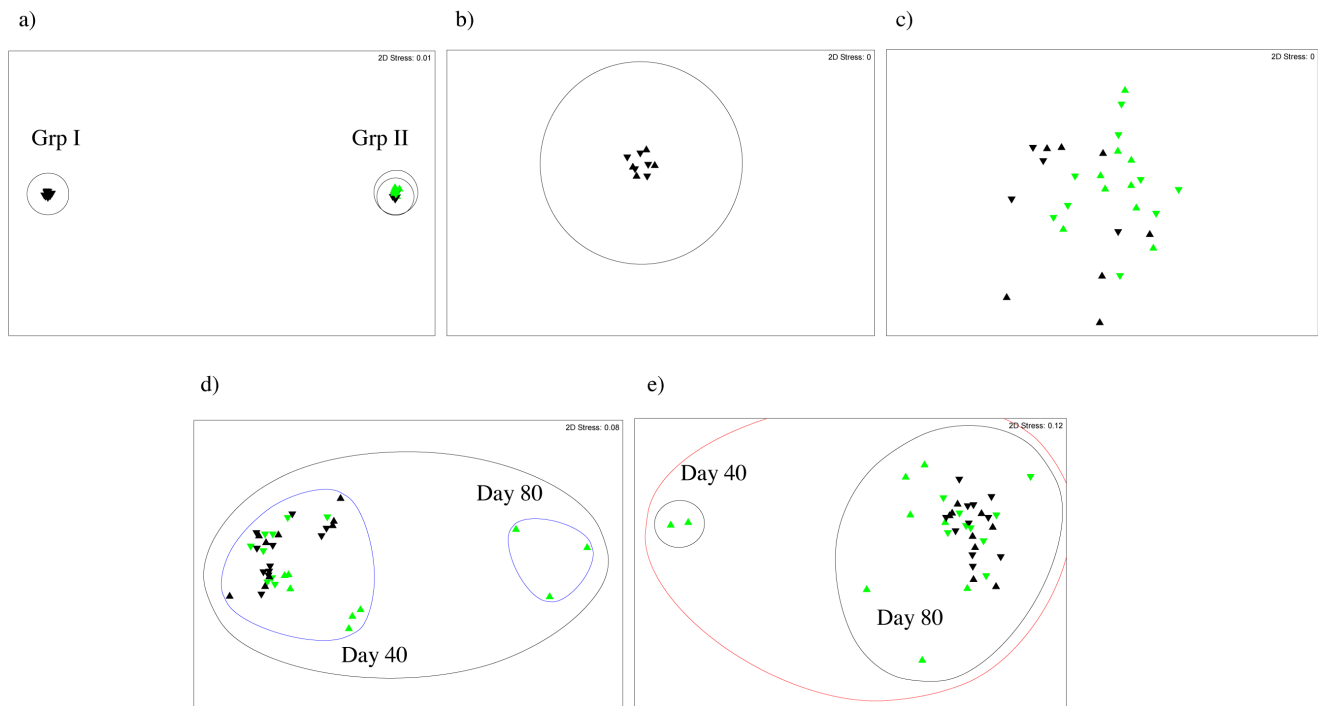 a)
b)
c)
2D Stress: 0.01
2D Stress: 0
2D Stress: 0
Grp I
Grp II
d)
e)
2D Stress: 0.08
2D Stress: 0.12
Day 80
Day 40
Day 40
Day 80